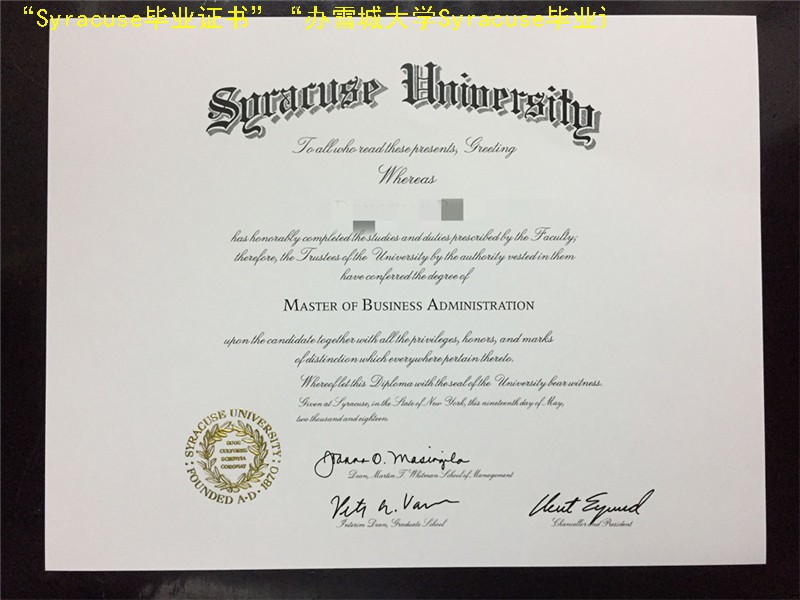 “Syracuse毕业证书” “办雪城大学Syracuse毕业
Syracuse University
To all who read these presents, Greeting
Whereas
has honorably completed the studies and duties prescribed by the Faculty;
therefore, the Trustees of the University by the authority vested in them
have conferred the degree of
MASTER OF BUSINESS ADMINISTRATION
upon the candidate together with all the privileges, honors, and marks
of distinction which everywhere pertain thereto.
Whereof let this Diploma with the seal of the University bear witness.
Given at Syracuse, in the State of New York, this nineteenth day of May,
two thousand and eighteen.
SYRACUSE UNIVERSITY
FOUNDED A·D· 1870
SUOS
CULTORES
SCIENTIA
CORONAT
Dean, Martin J. Whitman School of Management
Interim Dean, Graduate School
Chancellor and President